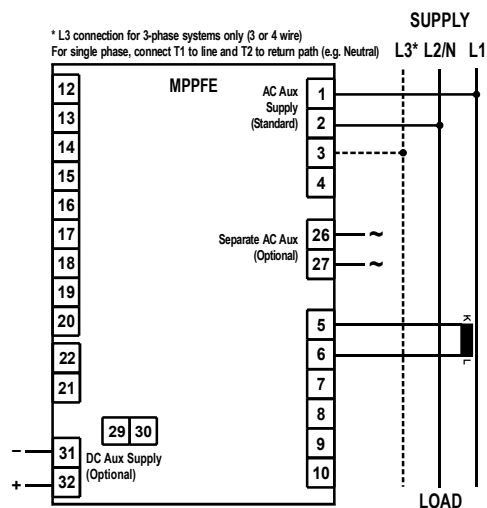 SUPPLY
* L3 connection for 3-phase systems only (3 or 4 wire)
For single phase, connect T1 to line and T2 to return path (e.g. Neutral)
L3* L2/N L1
MPPFE
12
13
14
15
16
17
18
19
20
22
21
29 30
31
32
−
+
DC Aux Supply
(Optional)
AC Aux
Supply
(Standard)
1
2
3
4
Separate AC Aux
(Optional)
26 ~
27 ~
5
6
7
8
9
10
K
L
LOAD